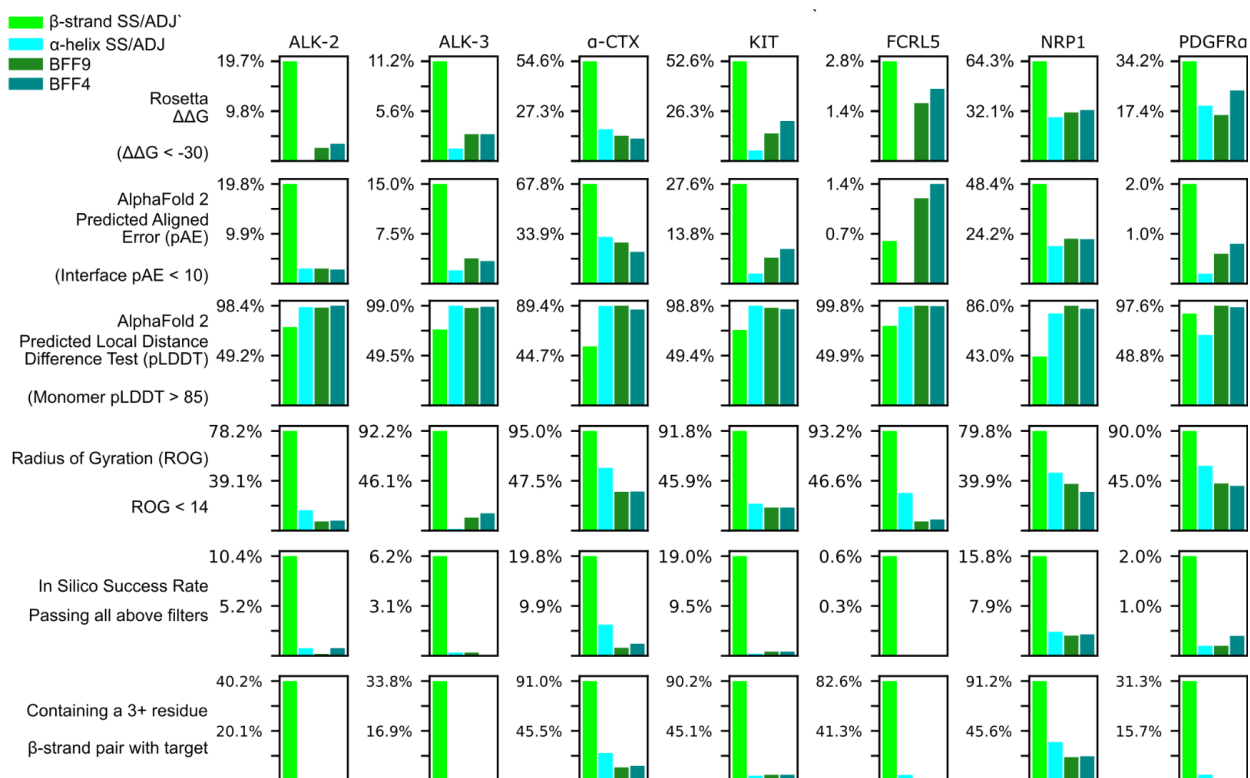 β-strand SS/ADJ`
α-helix SS/ADJ
BFF9
BFF4
ALK-2 ALK-3 α-CTX KIT FCRL5 NRP1 PDGFRα
19.7% 11.2% 54.6% 52.6% 2.8% 64.3% 34.2%
Rosetta
ΔΔG
9.8% 5.6% 27.3% 26.3% 1.4% 32.1% 17.4%
(ΔΔG < -30)
19.8% 15.0% 67.8% 27.6% 1.4% 48.4% 2.0%
AlphaFold 2
Predicted Aligned
Error (pAE)
9.9% 7.5% 33.9% 13.8% 0.7% 24.2% 1.0%
(Interface pAE < 10)
98.4% 99.0% 89.4% 98.8% 99.8% 86.0% 97.6%
AlphaFold 2
Predicted Local Distance
Difference Test (pLDDT)
49.2% 49.5% 44.7% 49.4% 49.9% 43.0% 48.8%
(Monomer pLDDT > 85)
78.2% 92.2% 95.0% 91.8% 93.2% 79.8% 90.0%
Radius of Gyration (ROG)
39.1% 46.1% 47.5% 45.9% 46.6% 39.9% 45.0%
ROG < 14
10.4% 6.2% 19.8% 19.0% 0.6% 15.8% 2.0%
In Silico Success Rate
5.2% 3.1% 9.9% 9.5% 0.3% 7.9% 1.0%
Passing all above filters
40.2% 33.8% 91.0% 90.2% 82.6% 91.2% 31.3%
Containing a 3+ residue
20.1% 16.9% 45.5% 45.1% 41.3% 45.6% 15.7%
β-strand pair with target